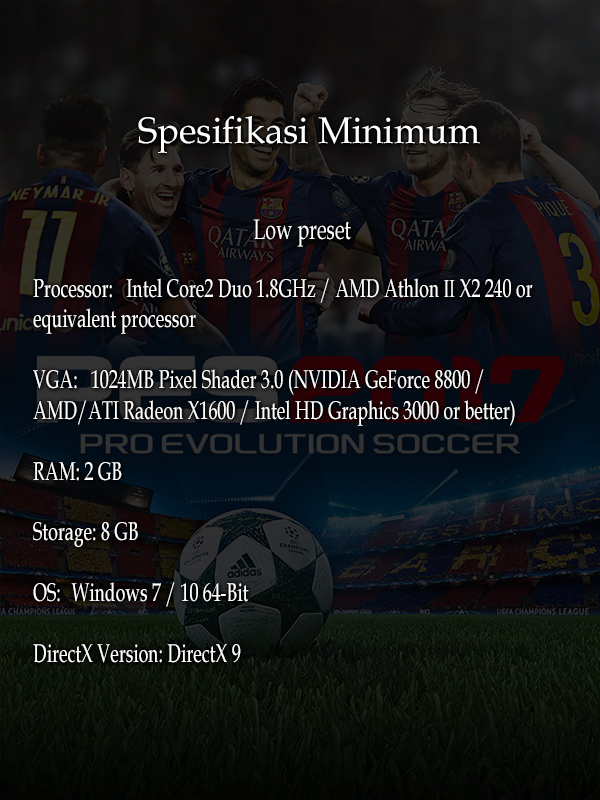 Spesifikasi Minimum
NEYMAR JR
11
QATAR
AIRWAYS
QATAR
AIRWAYS
PIQUÉ
3
Low preset
Processor: Intel Core2 Duo 1.8GHz / AMD Athlon II X2 240 or
equivalent processor
PES2017
VGA: 1024MB Pixel Shader 3.0 (NVIDIA GeForce 8800 /
AMD/ATI Radeon X1600 / Intel HD Graphics 3000 or better)
PRO EVOLUTION SOCCER
RAM: 2 GB
Storage: 8 GB
adidas
OS: Windows 7 / 10 64-Bit
UEFA CHAMPIONS LEAGUE
DirectX Version: DirectX 9